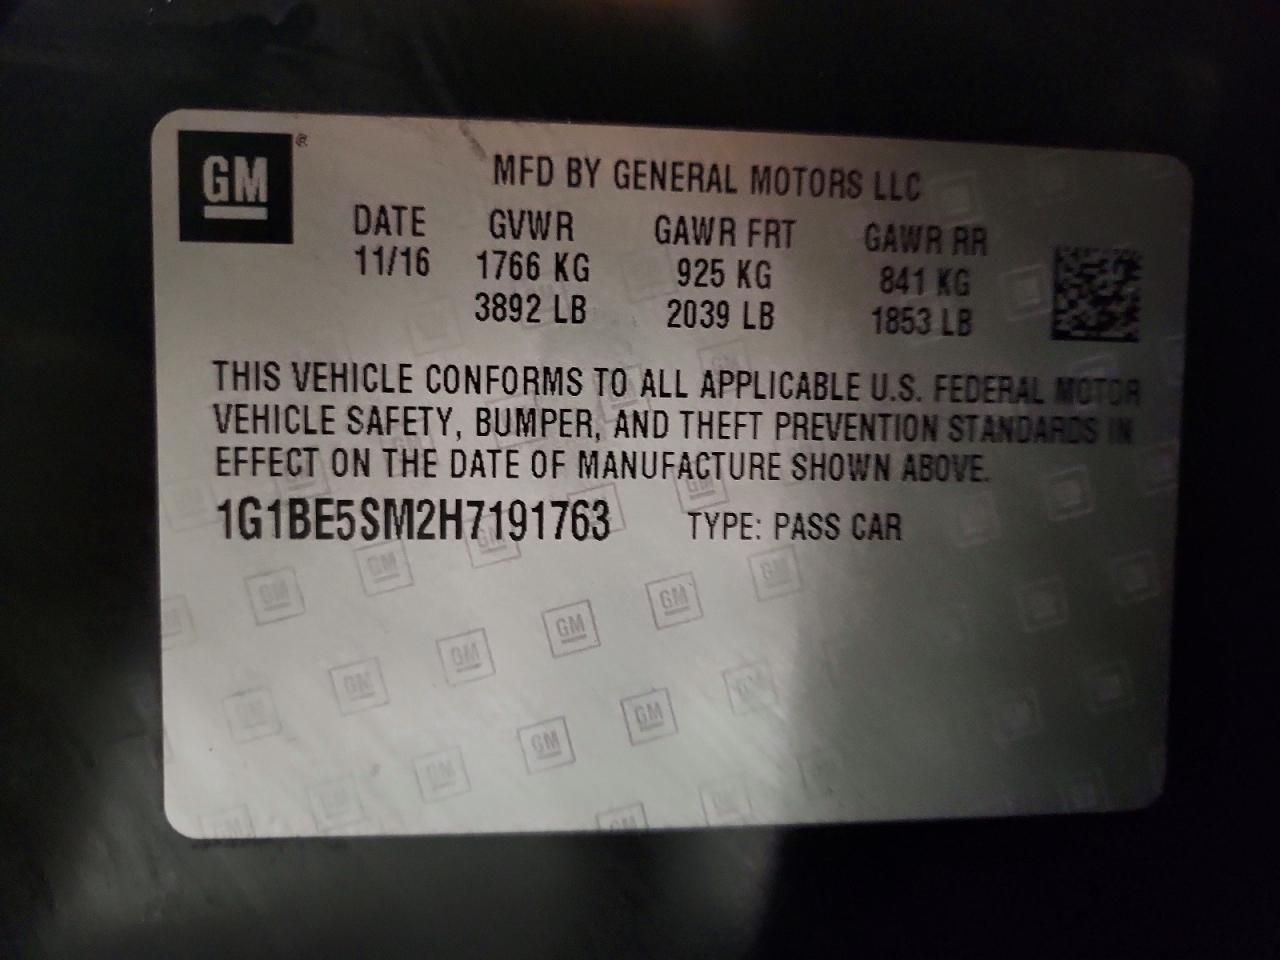 GM®
MFD BY GENERAL MOTORS LLC
DATE GVWR GAWR FRT GAWR RR
11/16 1766 KG 925 KG 841 KG
3892 LB 2039 LB 1853 LB
THIS VEHICLE CONFORMS TO ALL APPLICABLE U.S. FEDERAL MOTOR
VEHICLE SAFETY, BUMPER, AND THEFT PREVENTION STANDARDS IN
EFFECT ON THE DATE OF MANUFACTURE SHOWN ABOVE.
1G1BE5SM2H7191763 TYPE: PASS CAR